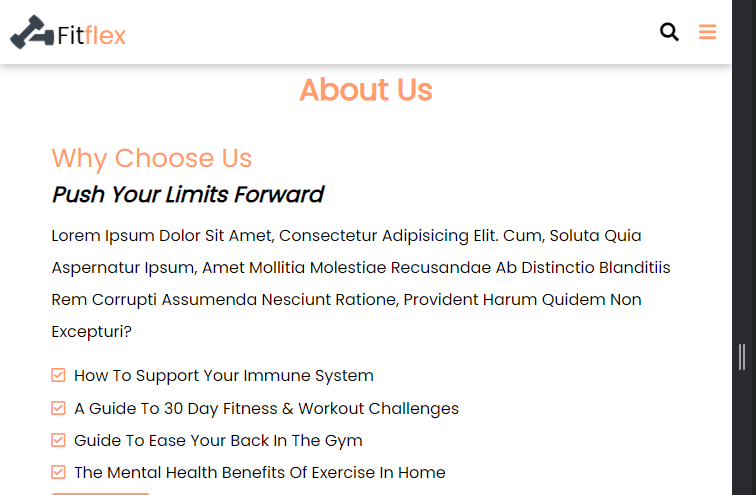 Fitflex
About Us
Why Choose Us
Push Your Limits Forward
Lorem Ipsum Dolor Sit Amet, Consectetur Adipisicing Elit. Cum, Soluta Quia
Aspernatur Ipsum, Amet Mollitia Molestiae Recusandae Ab Distinctio Blanditiis
Rem Corrupti Assumenda Nesciunt Ratione, Provident Harum Quidem Non
Excepturi?
How To Support Your Immune System
A Guide To 30 Day Fitness & Workout Challenges
Guide To Ease Your Back In The Gym
The Mental Health Benefits Of Exercise In Home